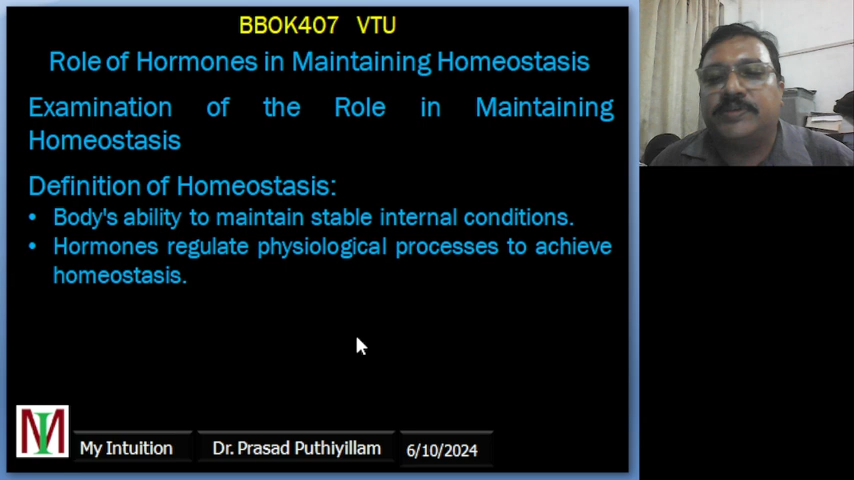 BBOK407 VTU
Role of Hormones in Maintaining Homeostasis
Examination of the Role in Maintaining
Homeostasis
Definition of Homeostasis:
• Body's ability to maintain stable internal conditions.
• Hormones regulate physiological processes to achieve
homeostasis.
MI
My Intuition
Dr. Prasad Puthiyillam
6/10/2024